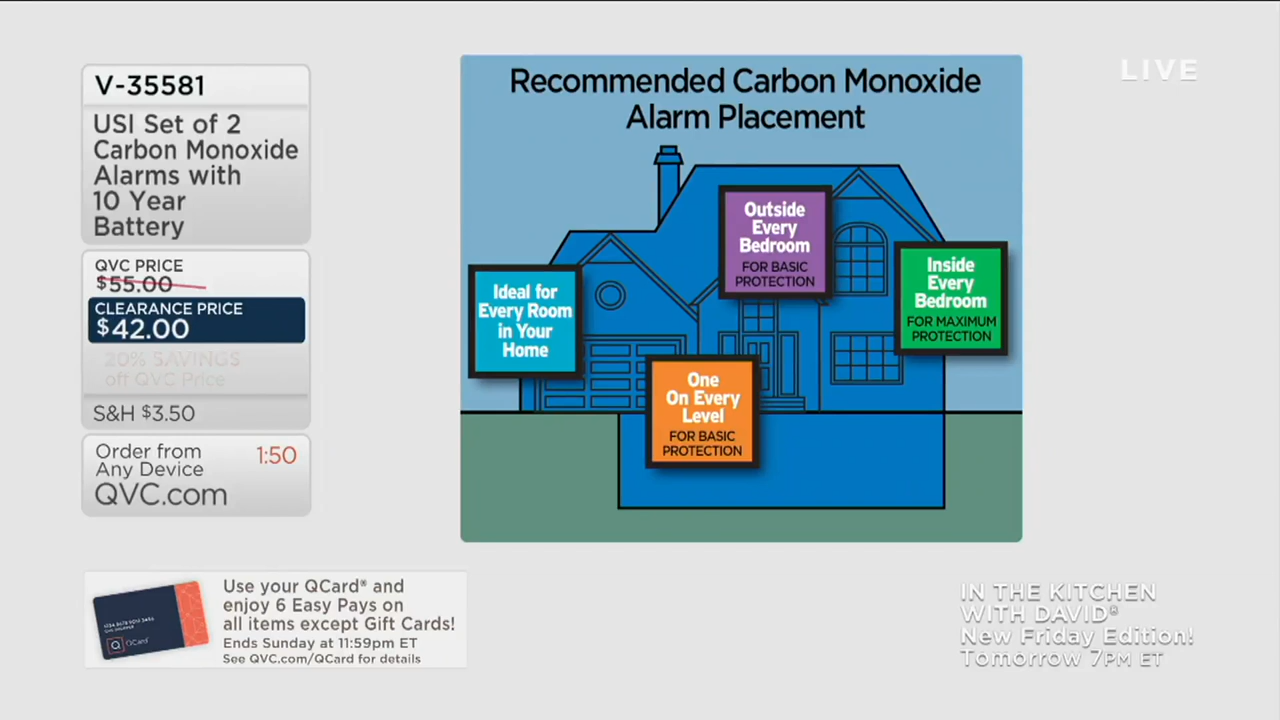 V-35581
USI Set of 2
Carbon Monoxide
Alarms with
10 Year
Battery
QVC PRICE
$55.00
CLEARANCE PRICE
$42.00
20% SAVINGS
off QVC Price
S&H $3.50
Order from
Any Device
1:50
QVC.com
Recommended Carbon Monoxide
Alarm Placement
Outside
Every
Bedroom
FOR BASIC
PROTECTION
Inside
Every
Bedroom
FOR MAXIMUM
PROTECTION
Ideal for
Every Room
in Your
Home
One
On Every
Level
FOR BASIC
PROTECTION
LIVE
Use your QCard® and
enjoy 6 Easy Pays on
all items except Gift Cards!
Ends Sunday at 11:59pm ET
See QVC.com/QCard for details
Q QCard
IN THE KITCHEN
WITH DAVID®
New Friday Edition!
Tomorrow 7PM ET